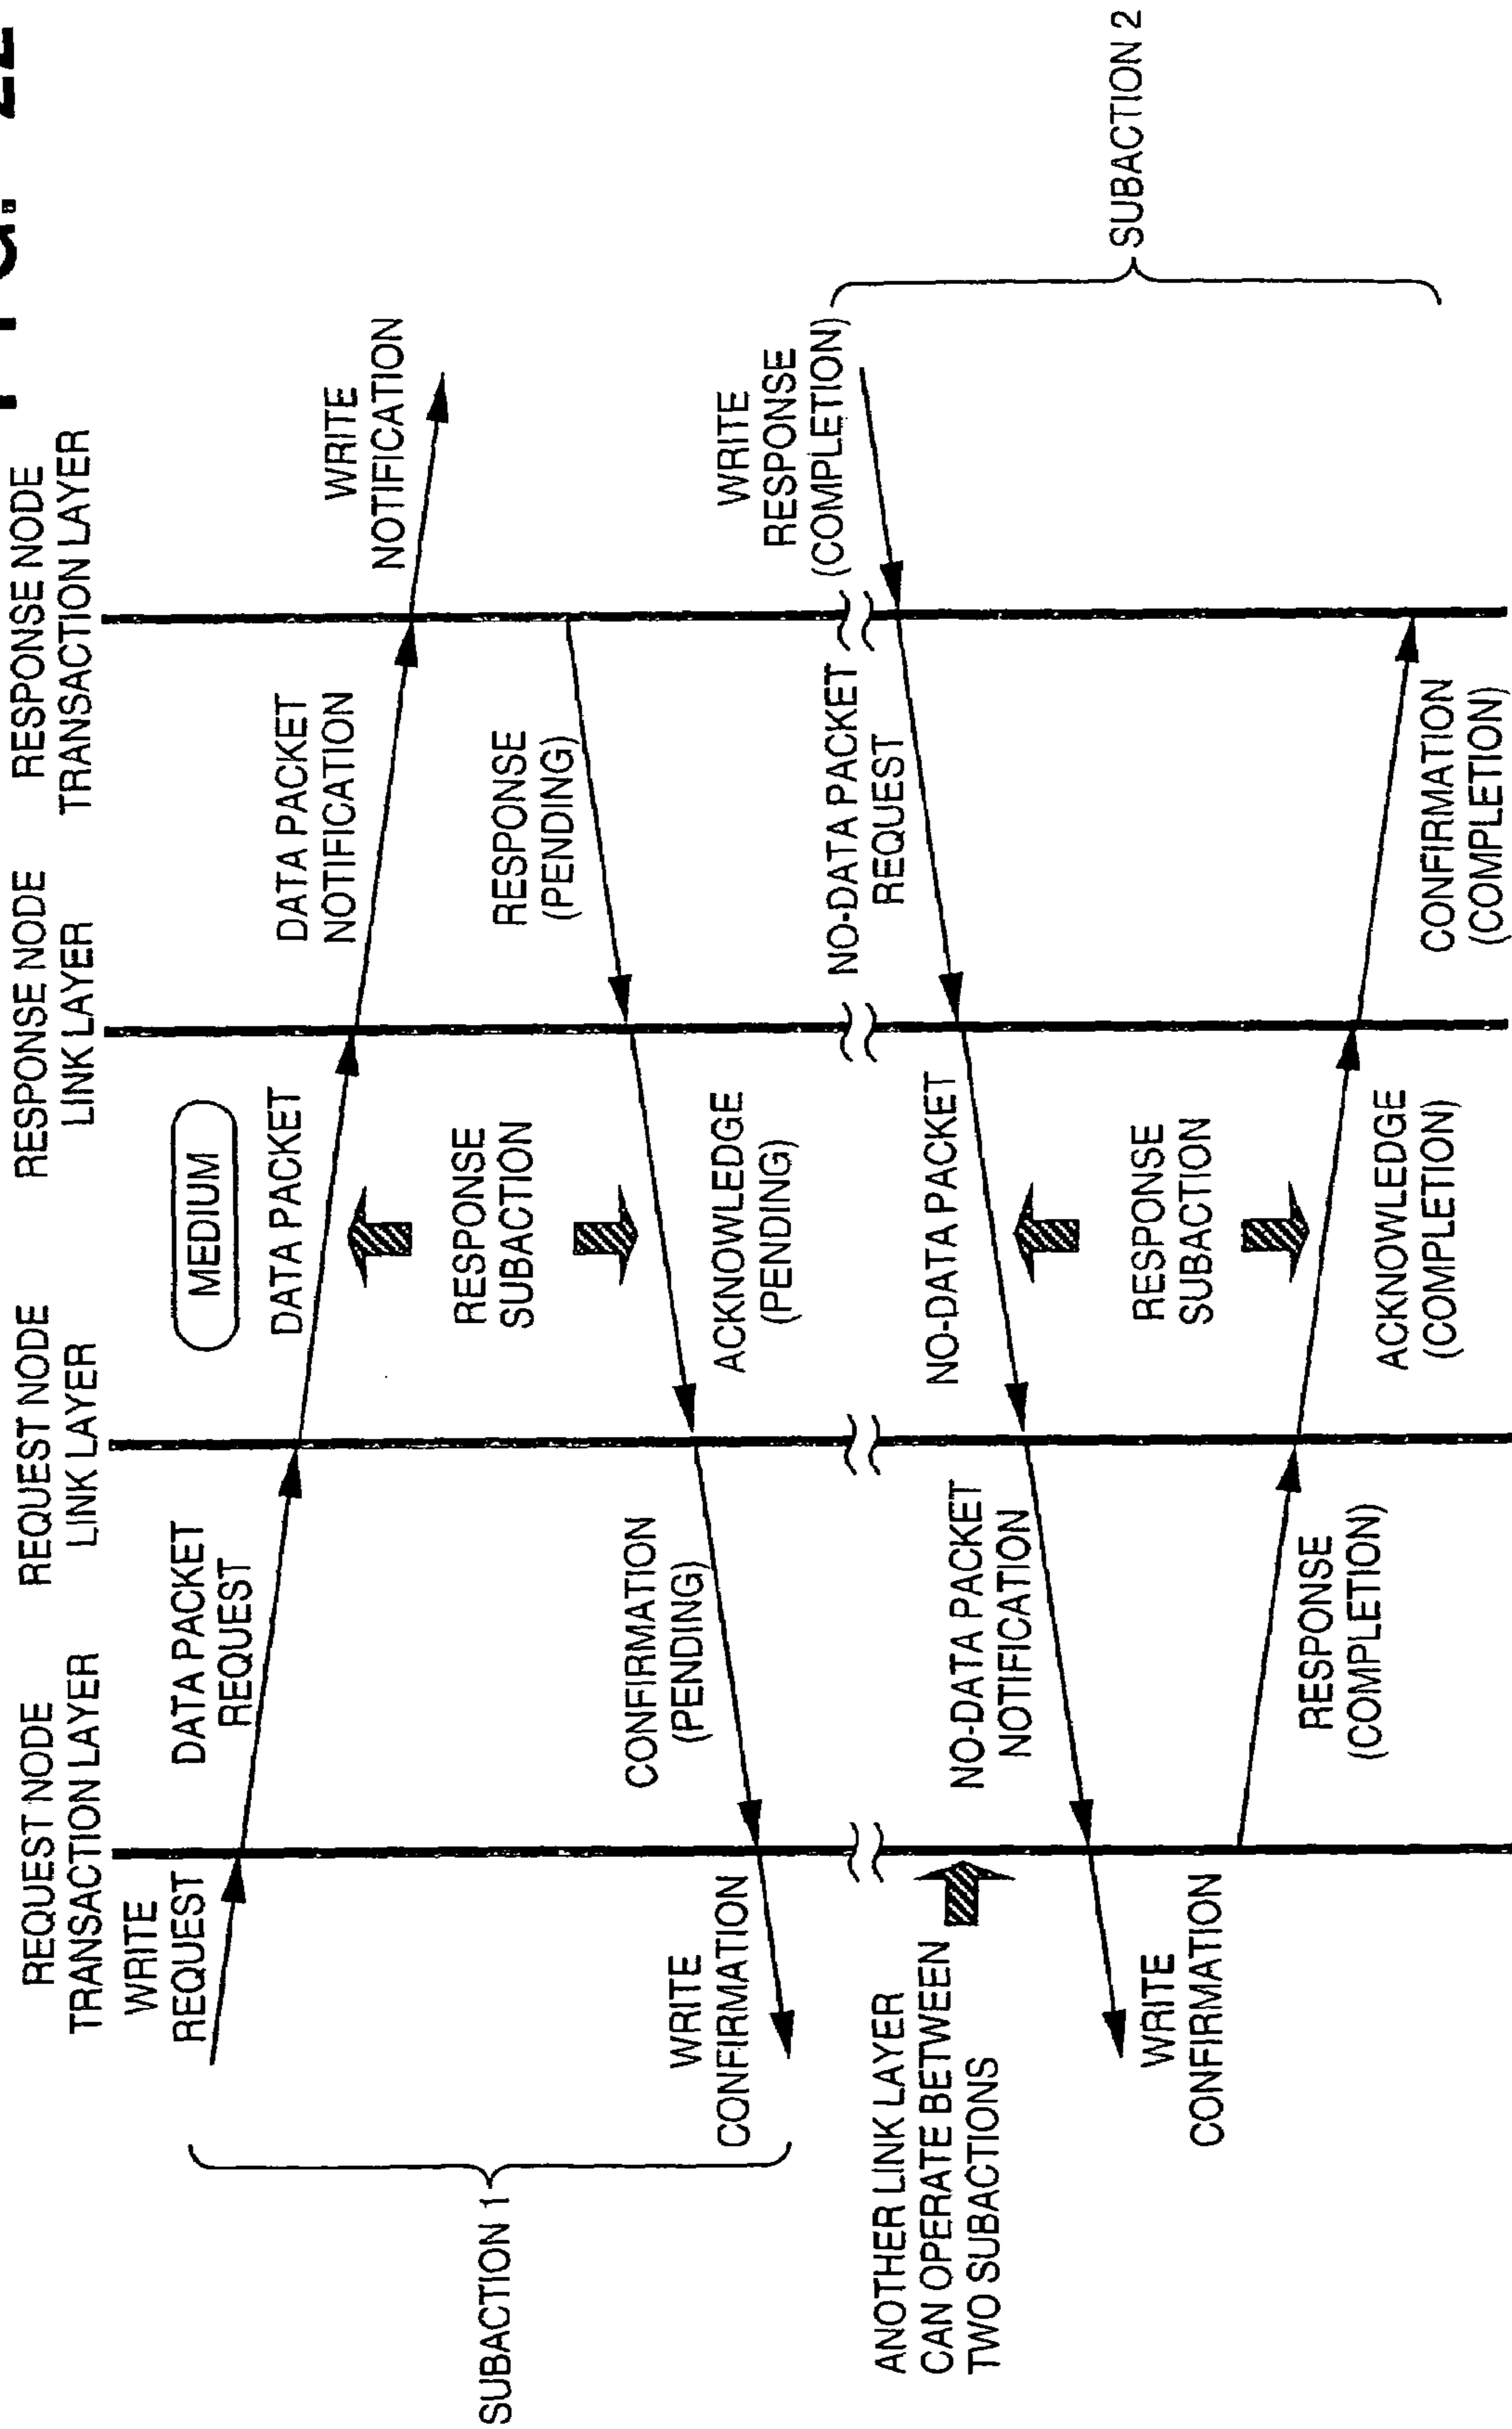 REQUEST NODE
TRANSACTION LAYER
REQUEST NODE
LINK LAYER
RESPONSE NODE
LINK LAYER
RESPONSE NODE
TRANSACTION LAYER
WRITE
REQUEST
DATA PACKET
REQUEST
MEDIUM
DATA PACKET
DATA PACKET
NOTIFICATION
WRITE
NOTIFICATION
SUBACTION 1
RESPONSE
SUBACTION
RESPONSE
(PENDING)
ACKNOWLEDGE
(PENDING)
CONFIRMATION
(PENDING)
WRITE
CONFIRMATION
ANOTHER LINK LAYER
CAN OPERATE BETWEEN
TWO SUBACTIONS
WRITE
RESPONSE
(COMPLETION)
NO-DATA PACKET
REQUEST
NO-DATA PACKET
NO-DATA PACKET
NOTIFICATION
WRITE
CONFIRMATION
RESPONSE
SUBACTION
SUBACTION 2
RESPONSE
(COMPLETION)
ACKNOWLEDGE
(COMPLETION)
CONFIRMATION
(COMPLETION)